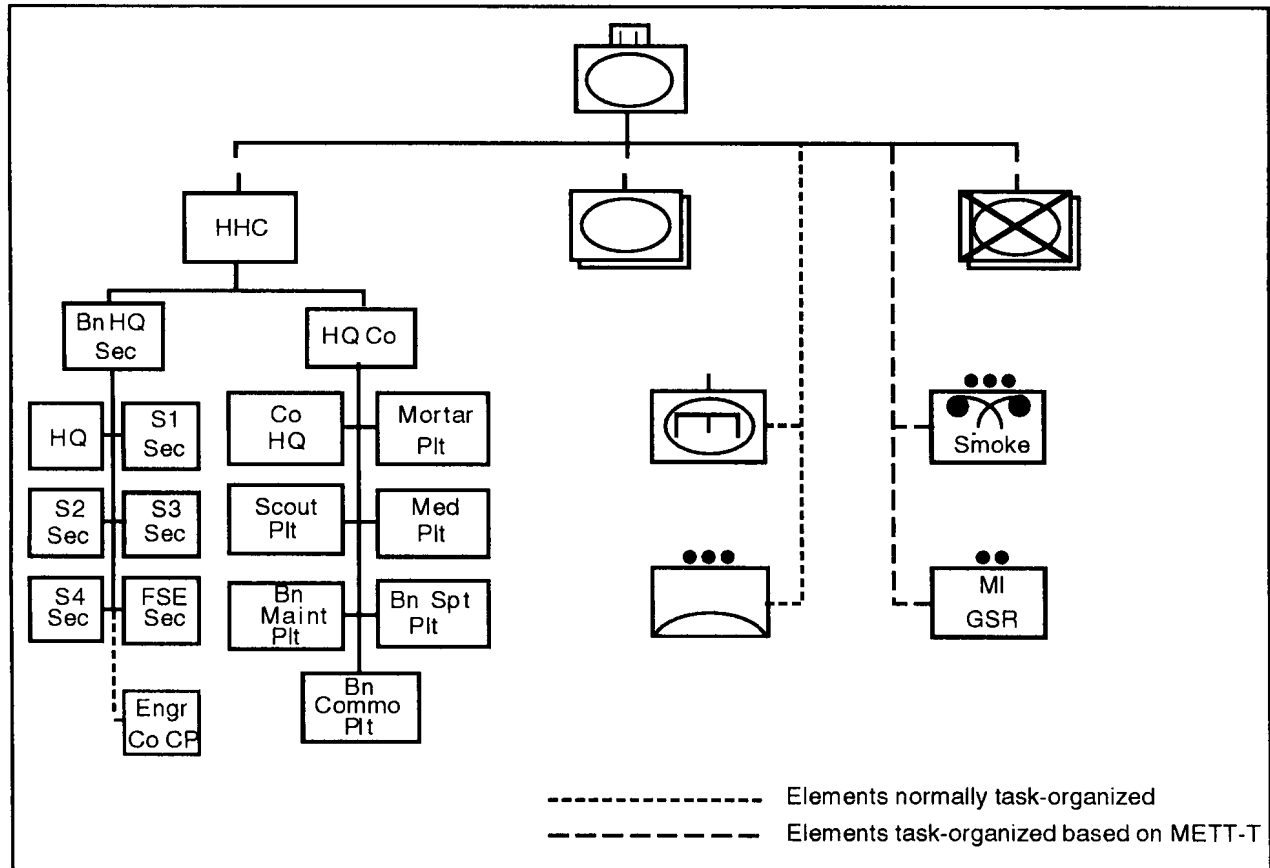 HHC
Bn HQ
Sec
HQ Co
HQ
S1
Sec
Co
HQ
Mortar
Plt
Smoke
S2
Sec
S3
Sec
Scout
Plt
Med
Plt
S4
Sec
FSE
Sec
Bn
Maint
Plt
Bn Spt
Plt
MI
GSR
Engr
Co CP
Bn
Commo
Plt
Elements normally task-organized
Elements task-organized based on METT-T